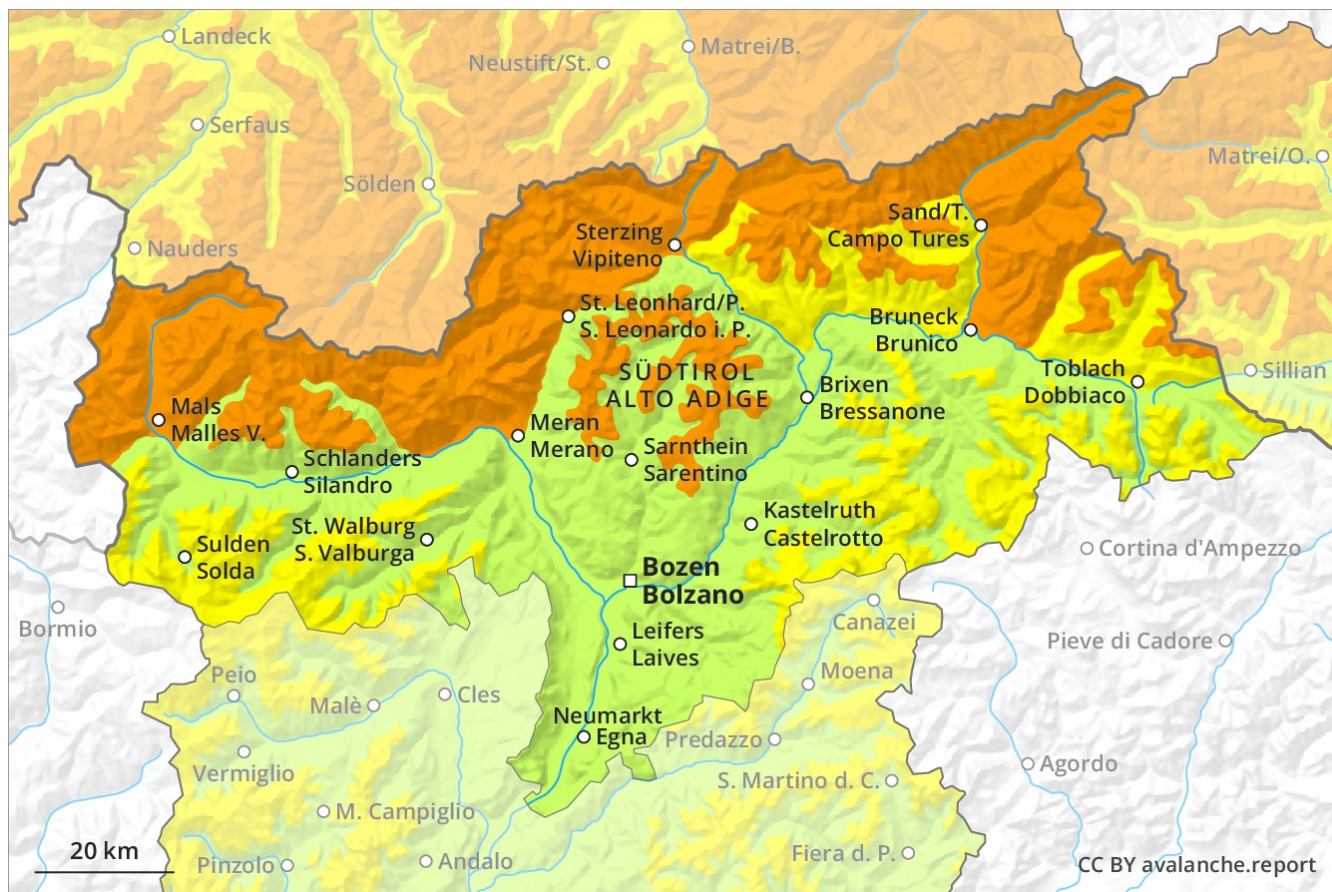 Landeck
Matrei/B.
Neustift/St.
Serfaus
Matrei/O.
Sölden
Sand/T.
Campo Tures
Sterzing
Vipiteno
Nauders
St. Leonhard/P.
S. Leonardo i. P.
Bruneck
Brunico
SÜDTIROL
ALTO ADIGE
Toblach
Dobbiaco
Sillian
Brixen
Bressanone
Mals
Malles V.
Meran
Merano
Schlanders
Silandro
Sarnthein
Sarentino
Kastelruth
Castelrotto
St. Walburg
S. Valburga
Sulden
Solda
Cortina d'Ampezzo
Bozen
Bolzano
Bormio
Canazei
Leifers
Laives
Pieve di Cadore
Peio
Moena
Malè
Cles
Neumarkt
Egna
Predazzo
Vermiglio
Agordo
S. Martino d. C.
M. Campiglio
20 km
Pinzolo
Andalo
Fiera d. P.
CC BY avalanche.report